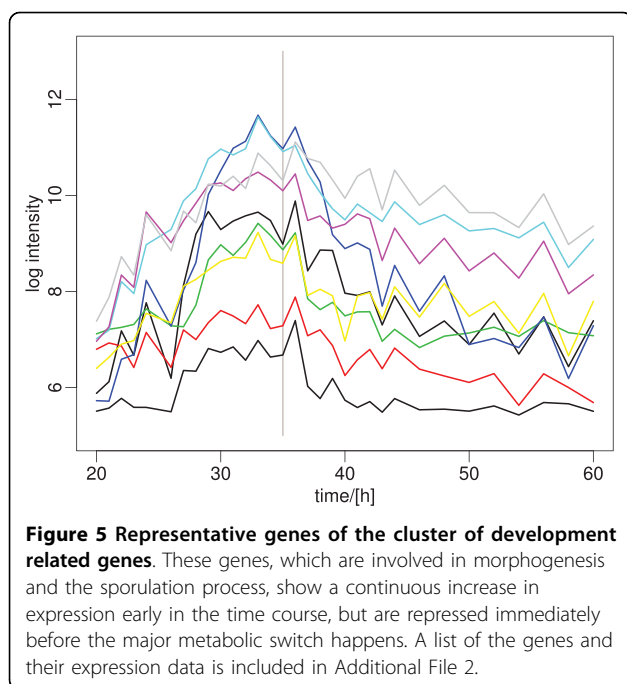 12
10
8
6
log intensity
20 30 40 50 60
time/[h]
Figure 5 Representative genes of the cluster of development
related genes. These genes, which are involved in morphogenesis
and the sporulation process, show a continuous increase in
expression early in the time course, but are repressed immediately
before the major metabolic switch happens. A list of the genes and
their expression data is included in Additional File 2.